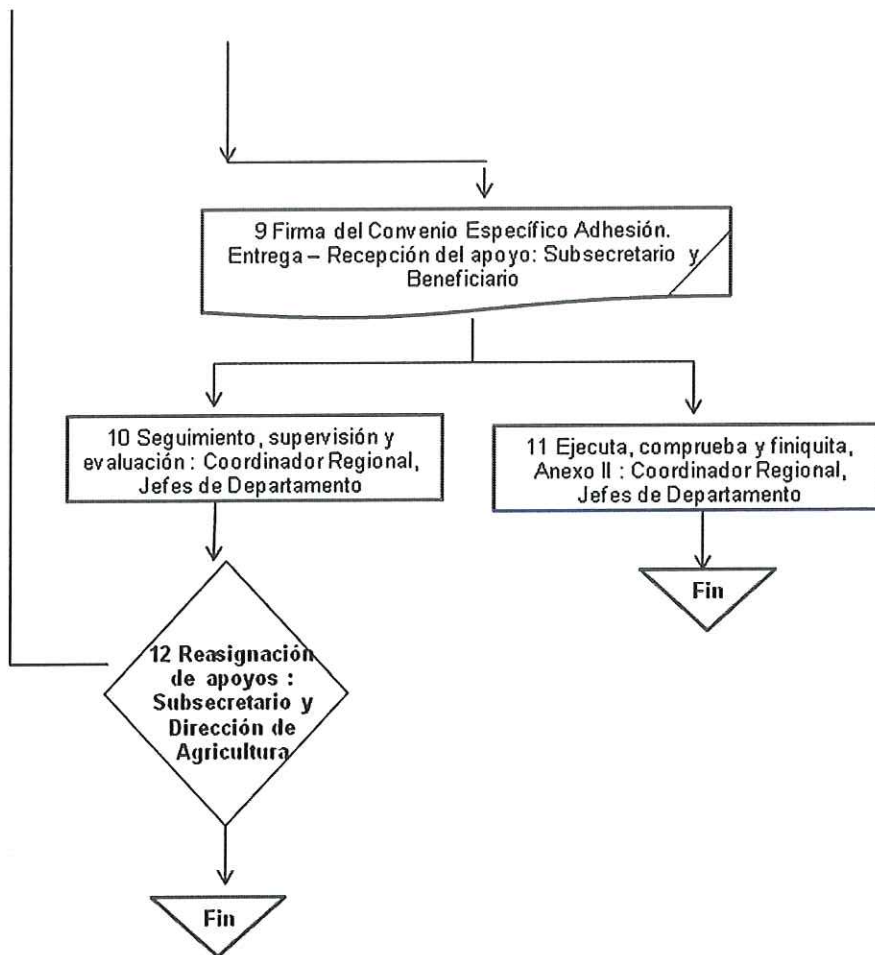 9 Firma del Convenio Específico Adhesión.
Entrega – Recepción del apoyo: Subsecretario y
Beneficiario
10 Seguimiento, supervisión y
evaluación : Coordinador Regional,
Jefes de Departamento
11 Ejecuta, comprueba y finiquita,
Anexo II : Coordinador Regional,
Jefes de Departamento
Fin
12 Reasignación
de apoyos :
Subsecretario y
Dirección de
Agricultura
Fin